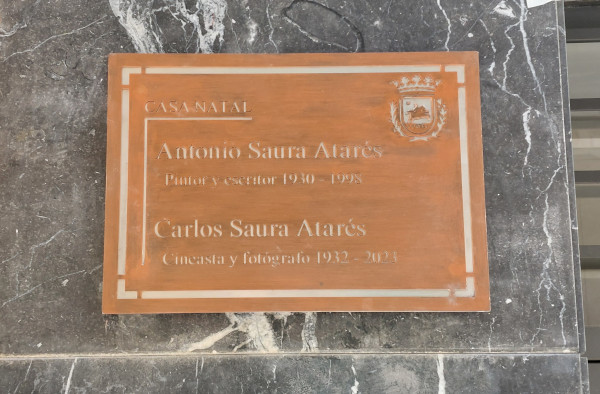 CASA NATAL
Antonio Saura Atarés
Pintor y escritor 1930 - 1998
Carlos Saura Atarés
Cineasta y fotógrafo 1932 - 2023